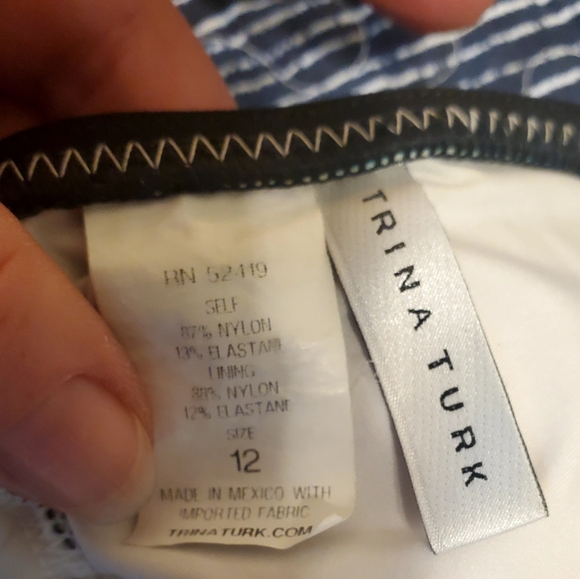 RN 52419
SELF
87% NYLON
13% ELASTANE
LINING
88% NYLON
12% ELASTANE
SIZE
12
MADE IN MEXICO WITH
IMPORTED FABRIC
TRINATURK.COM
TRINA TURK